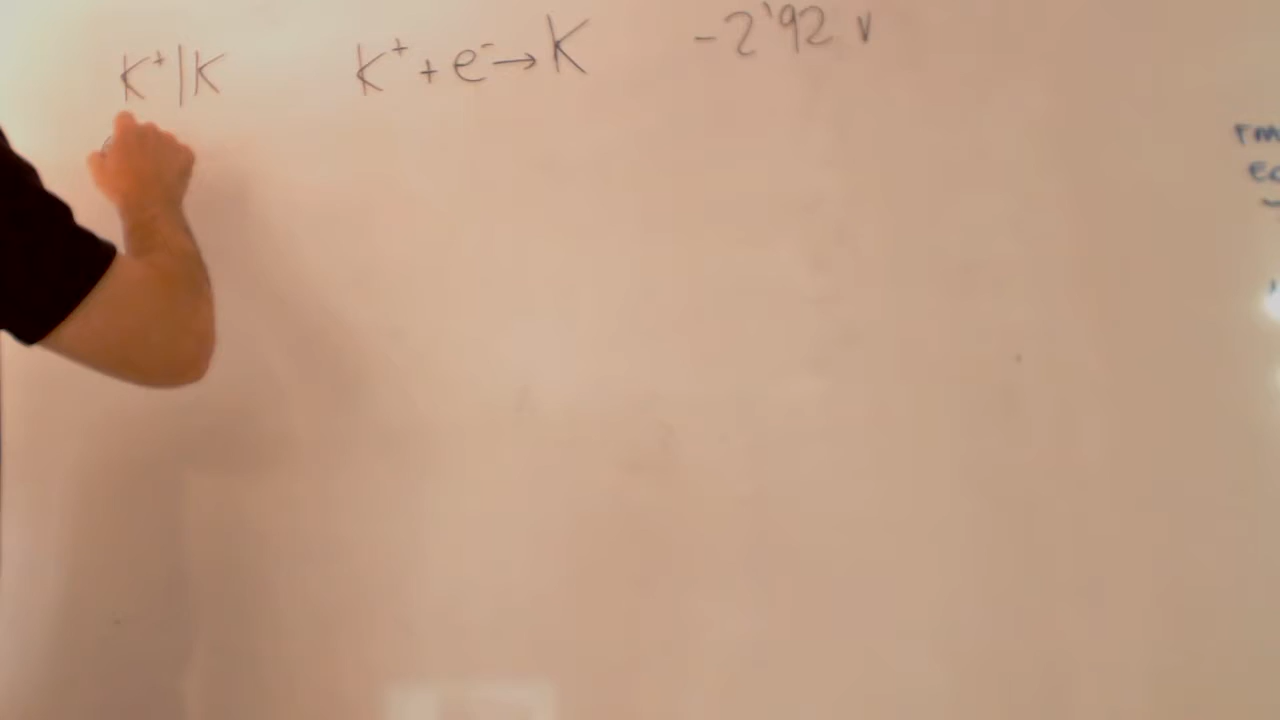 K⁺|K K⁺ + e⁻ → K -2'92 v